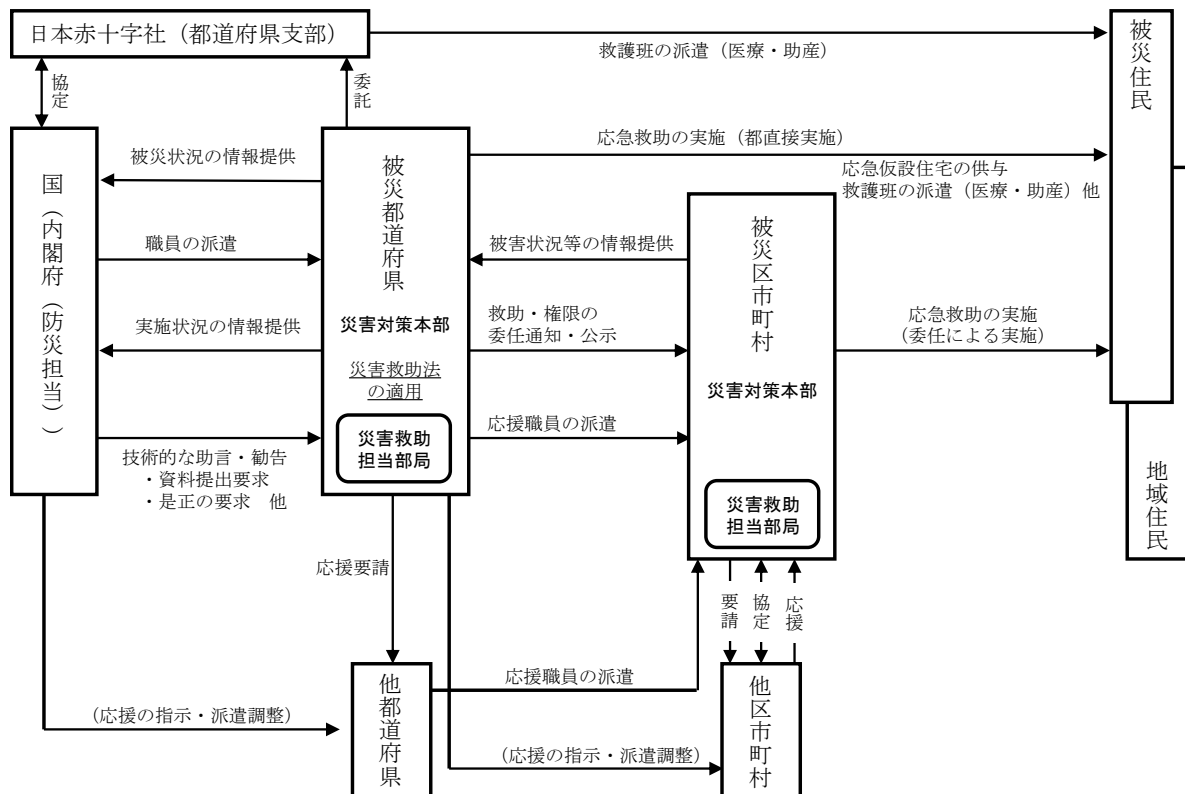 日本赤十字社（都道府県支部）
救護班の派遣（医療・助産）
被災住民
協定
委託
国（内閣府（防災担当））
被災状況の情報提供
職員の派遣
実施状況の情報提供
技術的な助言・勧告
・資料提出要求
・是正の要求　他
被災都道府県
災害対策本部
災害救助法
の適用
災害救助
担当部局
応急救助の実施（都直接実施）
応急仮設住宅の供与
救護班の派遣（医療・助産）他
被害状況等の情報提供
救助・権限の
委任通知・公示
応援職員の派遣
被災区市町村
災害対策本部
災害救助
担当部局
応急救助の実施
（委任による実施）
地域住民
応援要請
要請
協定
応援
他都道府県
応援職員の派遣
（応援の指示・派遣調整）
（応援の指示・派遣調整）
他区市町村